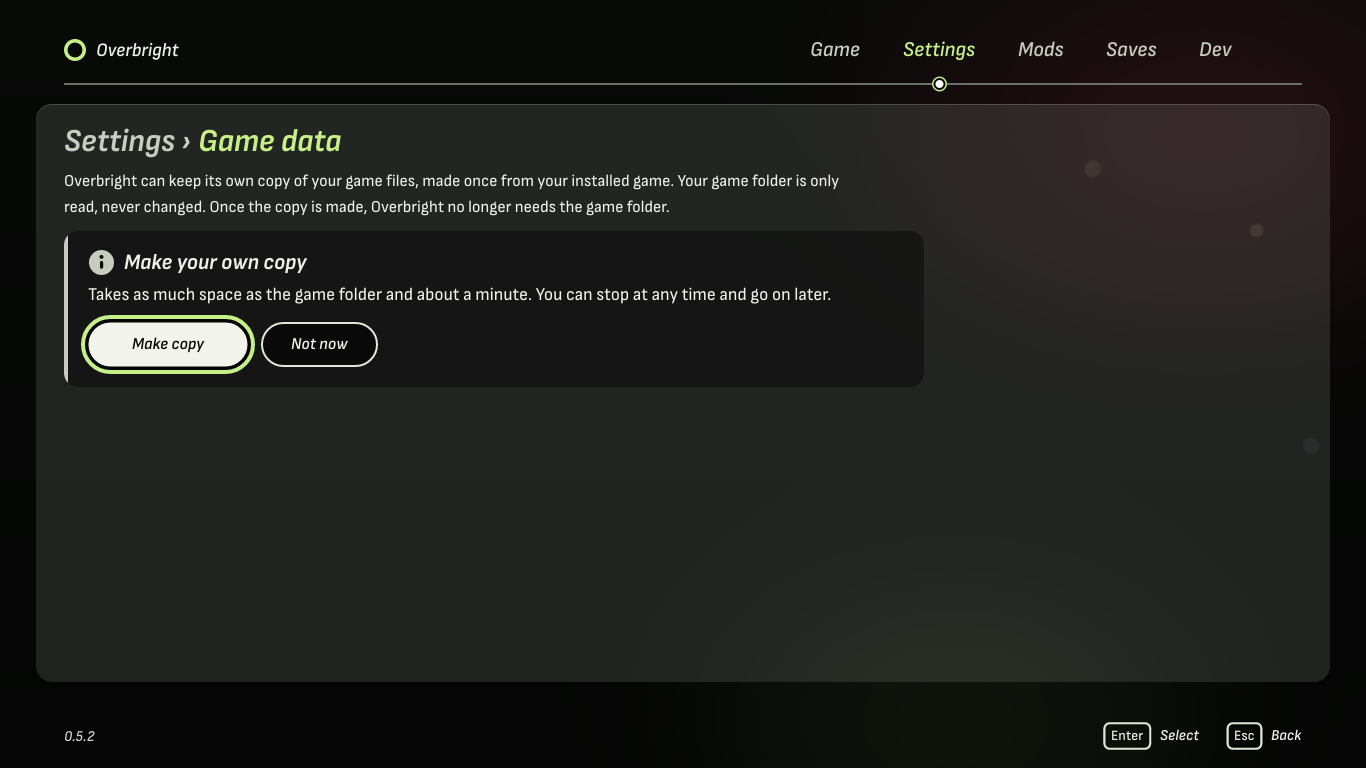 Overbright
Game Settings Mods Saves Dev
Settings › Game data
Overbright can keep its own copy of your game files, made once from your installed game. Your game folder is only
read, never changed. Once the copy is made, Overbright no longer needs the game folder.
Make your own copy
Takes as much space as the game folder and about a minute. You can stop at any time and go on later.
Make copy Not now
0.5.2
Enter Select Esc Back